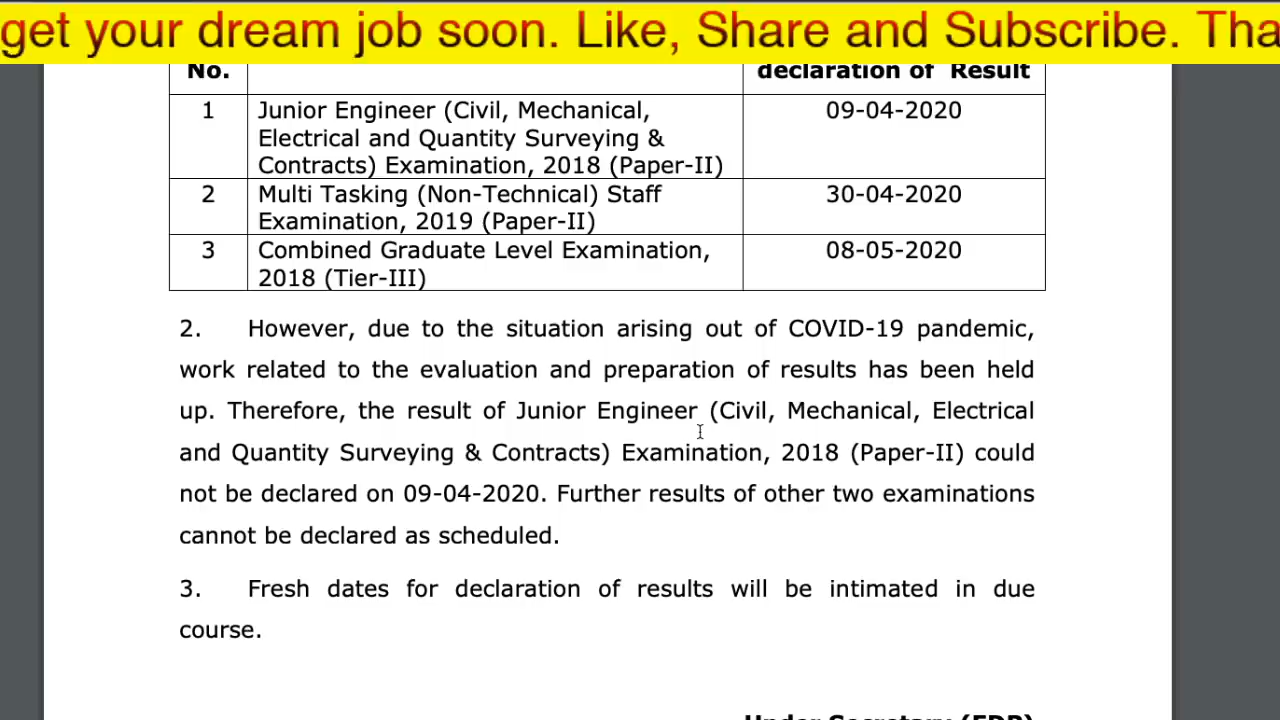 get your dream job soon. Like, Share and Subscribe. Tha
No.
declaration of Result
1 Junior Engineer (Civil, Mechanical, 09-04-2020
Electrical and Quantity Surveying &
Contracts) Examination, 2018 (Paper-II)
2 Multi Tasking (Non-Technical) Staff 30-04-2020
Examination, 2019 (Paper-II)
3 Combined Graduate Level Examination, 08-05-2020
2018 (Tier-III)
2. However, due to the situation arising out of COVID-19 pandemic,
work related to the evaluation and preparation of results has been held
up. Therefore, the result of Junior Engineer (Civil, Mechanical, Electrical
and Quantity Surveying & Contracts) Examination, 2018 (Paper-II) could
not be declared on 09-04-2020. Further results of other two examinations
cannot be declared as scheduled.
3. Fresh dates for declaration of results will be intimated in due
course.
Under Secretary (EDP)